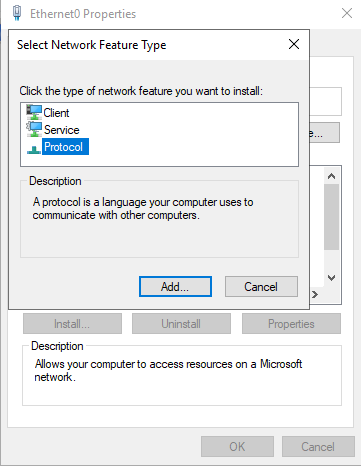 Ethernet0 Properties
Select Network Feature Type
Click the type of network feature you want to install:
Client
Service
Protocol
Description
A protocol is a language your computer uses to
communicate with other computers.
Add...
Cancel
Install...
Uninstall
Properties
Description
Allows your computer to access resources on a Microsoft
network.
OK
Cancel